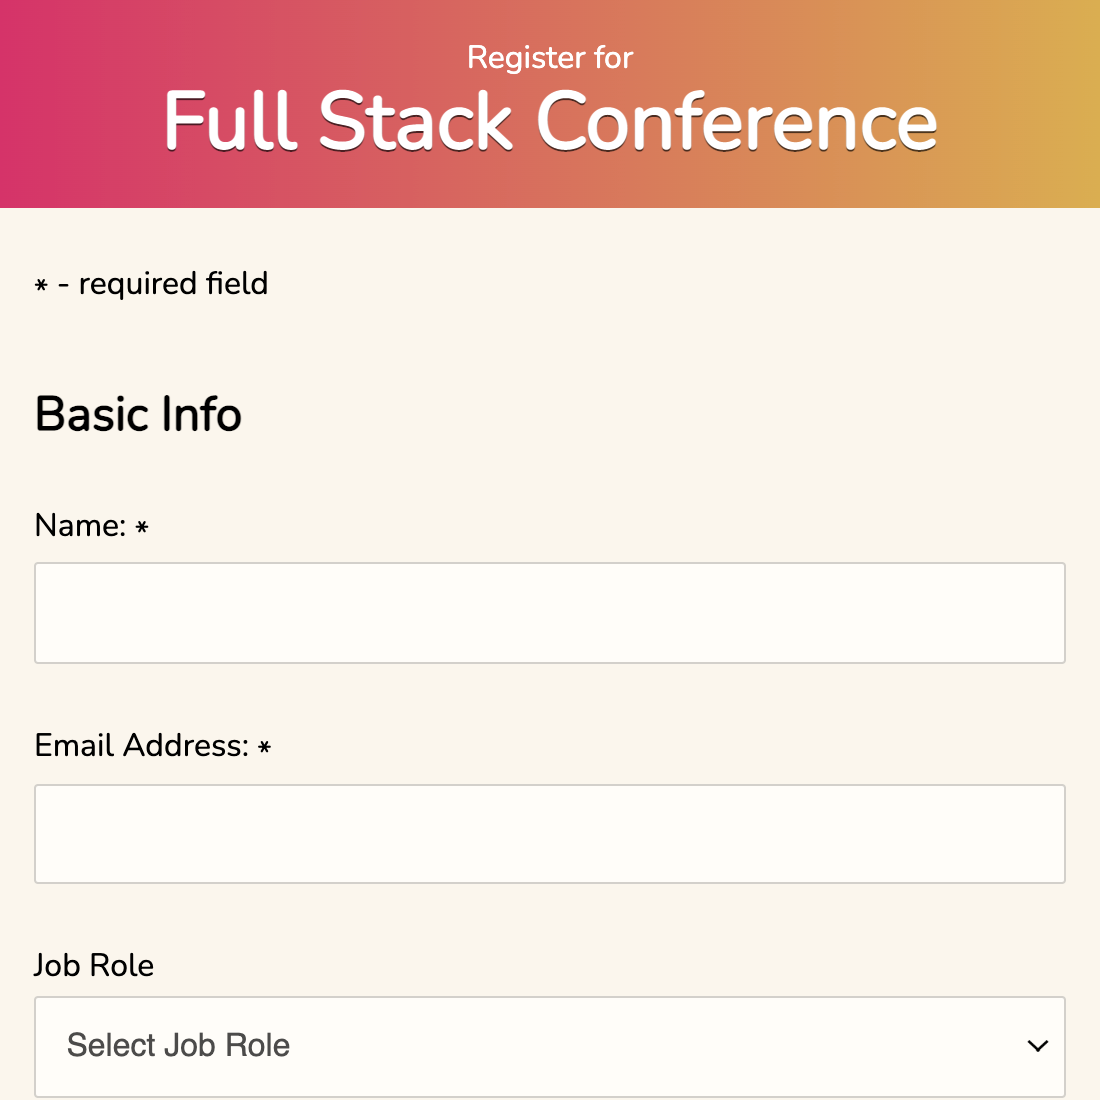 Register for
Full Stack Conference
* - required field
Basic Info
Name: *
Email Address: *
Job Role
Select Job Role